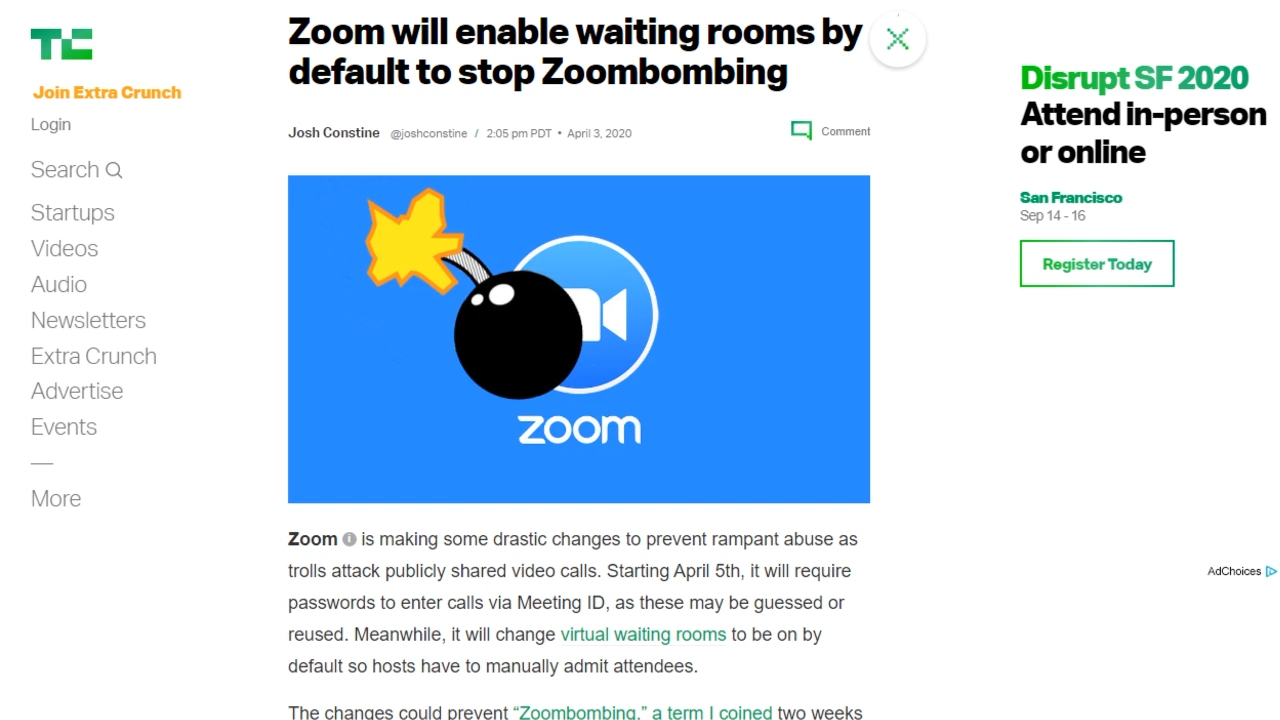 TC
Join Extra Crunch
Login
Search
Startups
Videos
Audio
Newsletters
Extra Crunch
Advertise
Events
—
More
Zoom will enable waiting rooms by
default to stop Zoombombing
Josh Constine @joshconstine / 2:05 pm PDT • April 3, 2020
Comment
zoom
Zoom i is making some drastic changes to prevent rampant abuse as
trolls attack publicly shared video calls. Starting April 5th, it will require
passwords to enter calls via Meeting ID, as these may be guessed or
reused. Meanwhile, it will change virtual waiting rooms to be on by
default so hosts have to manually admit attendees.
The changes could prevent “Zoombombing,” a term I coined two weeks
Disrupt SF 2020
Attend in-person
or online
San Francisco
Sep 14 - 16
Register Today
AdChoices